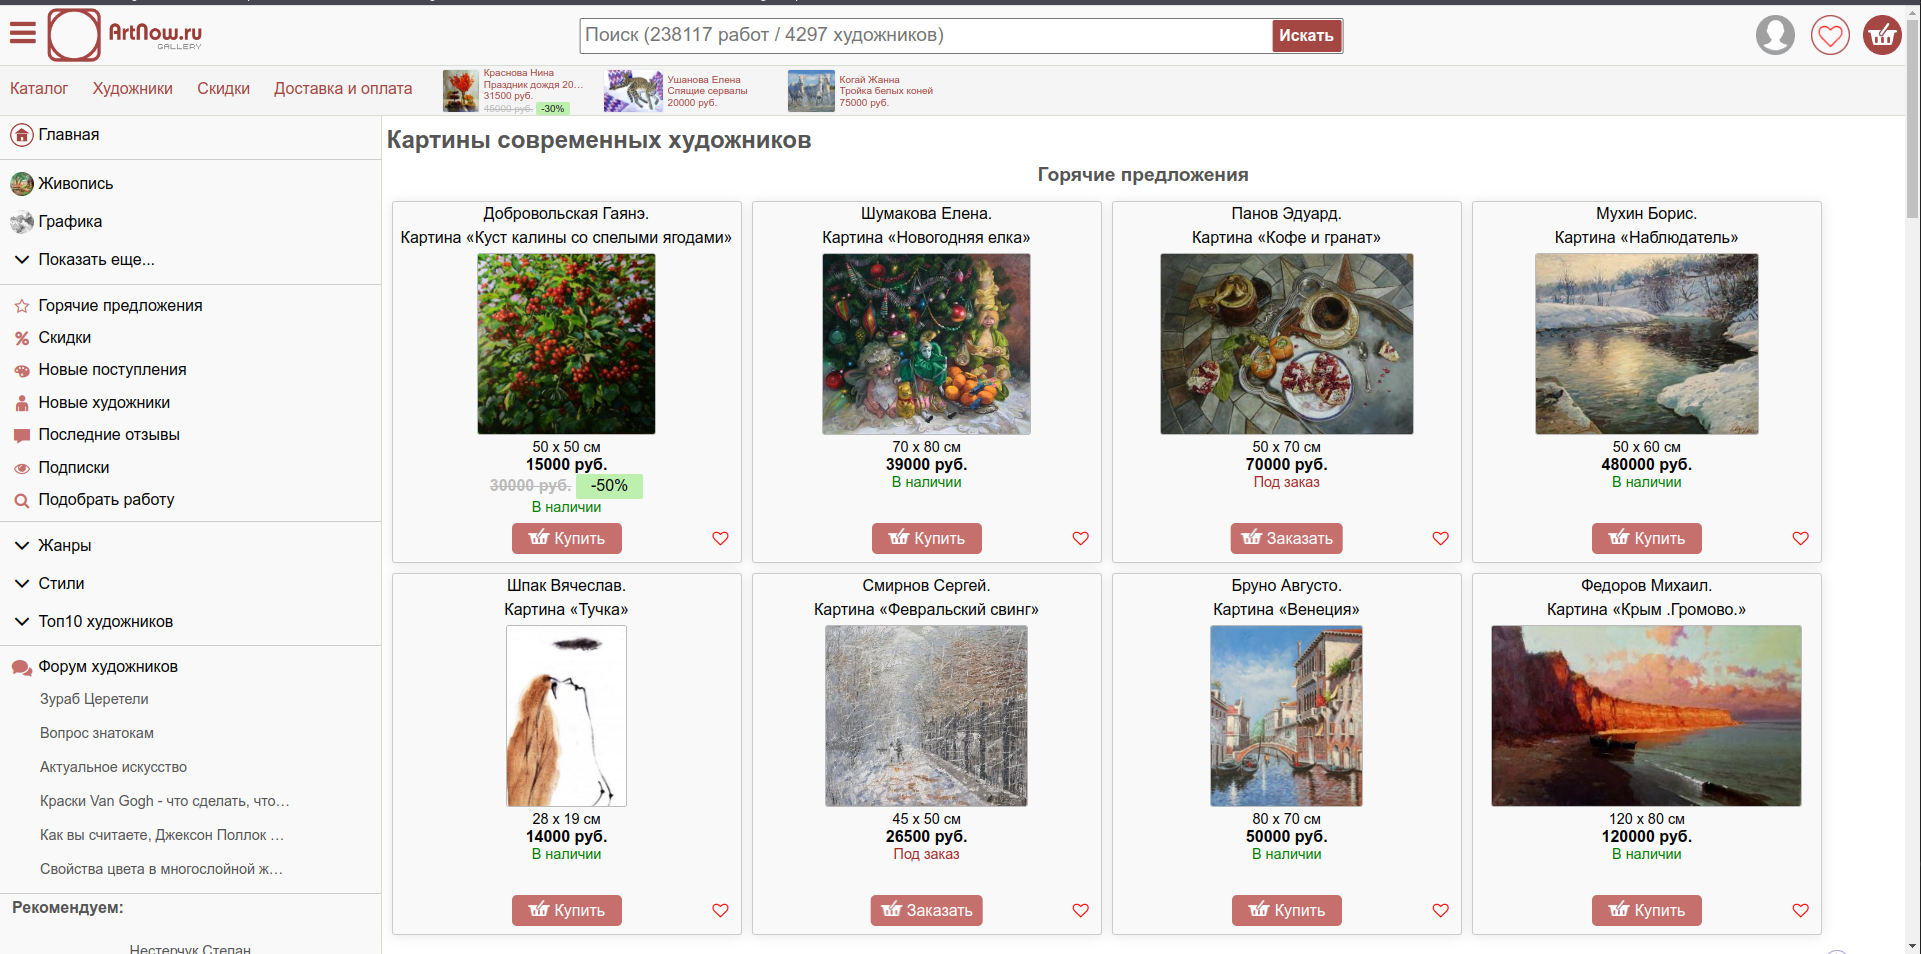 ArtNow.ru
GALLERY
Поиск (238117 работ / 4297 художников)
Искать
Каталог
Художники
Скидки
Доставка и оплата
Краснова Нина
Праздник дождя 20...
31500 руб.
45000 руб. -30%
Ушанова Елена
Спящие сервалы
20000 руб.
Когай Жанна
Тройка белых коней
75000 руб.
Главная
Живопись
Графика
Показать еще...
Горячие предложения
Скидки
Новые поступления
Новые художники
Последние отзывы
Подписки
Подобрать работу
Жанры
Стили
Топ10 художников
Форум художников
Зураб Церетели
Вопрос знатокам
Актуальное искусство
Краски Van Gogh - что сделать, что...
Как вы считаете, Джексон Поллок ...
Свойства цвета в многослойной ж...
Рекомендуем:
Нестерчук Степан
Картины современных художников
Горячие предложения
Добровольская Гаянэ.
Картина «Куст калины со спелыми ягодами»
50 x 50 см
15000 руб.
30000 руб. -50%
В наличии
Купить
Шумакова Елена.
Картина «Новогодняя елка»
70 x 80 см
39000 руб.
В наличии
Купить
Панов Эдуард.
Картина «Кофе и гранат»
50 x 70 см
70000 руб.
Под заказ
Заказать
Мухин Борис.
Картина «Наблюдатель»
50 x 60 см
480000 руб.
В наличии
Купить
Шпак Вячеслав.
Картина «Тучка»
28 x 19 см
14000 руб.
В наличии
Купить
Смирнов Сергей.
Картина «Февральский свинг»
45 x 50 см
26500 руб.
Под заказ
Заказать
Бруно Августо.
Картина «Венеция»
80 x 70 см
50000 руб.
В наличии
Купить
Федоров Михаил.
Картина «Крым .Громово.»
120 x 80 см
120000 руб.
В наличии
Купить